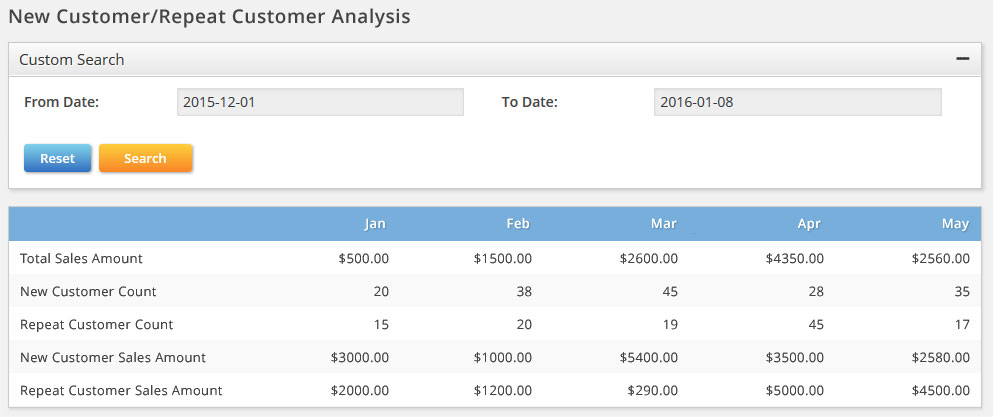 New Customer/Repeat Customer Analysis
Custom Search
From Date: 2015-12-01 To Date: 2016-01-08
Reset Search
Jan Feb Mar Apr May
Total Sales Amount $500.00 $1500.00 $2600.00 $4350.00 $2560.00
New Customer Count 20 38 45 28 35
Repeat Customer Count 15 20 19 45 17
New Customer Sales Amount $3000.00 $1000.00 $5400.00 $3500.00 $2580.00
Repeat Customer Sales Amount $2000.00 $1200.00 $290.00 $5000.00 $4500.00